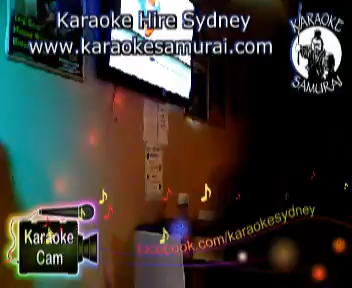 Karaoke Hire Sydney
www.karaokesamurai.com
KARAOKE
SAMURAI
facebook.com/karaokesydney
Karaoke
Cam